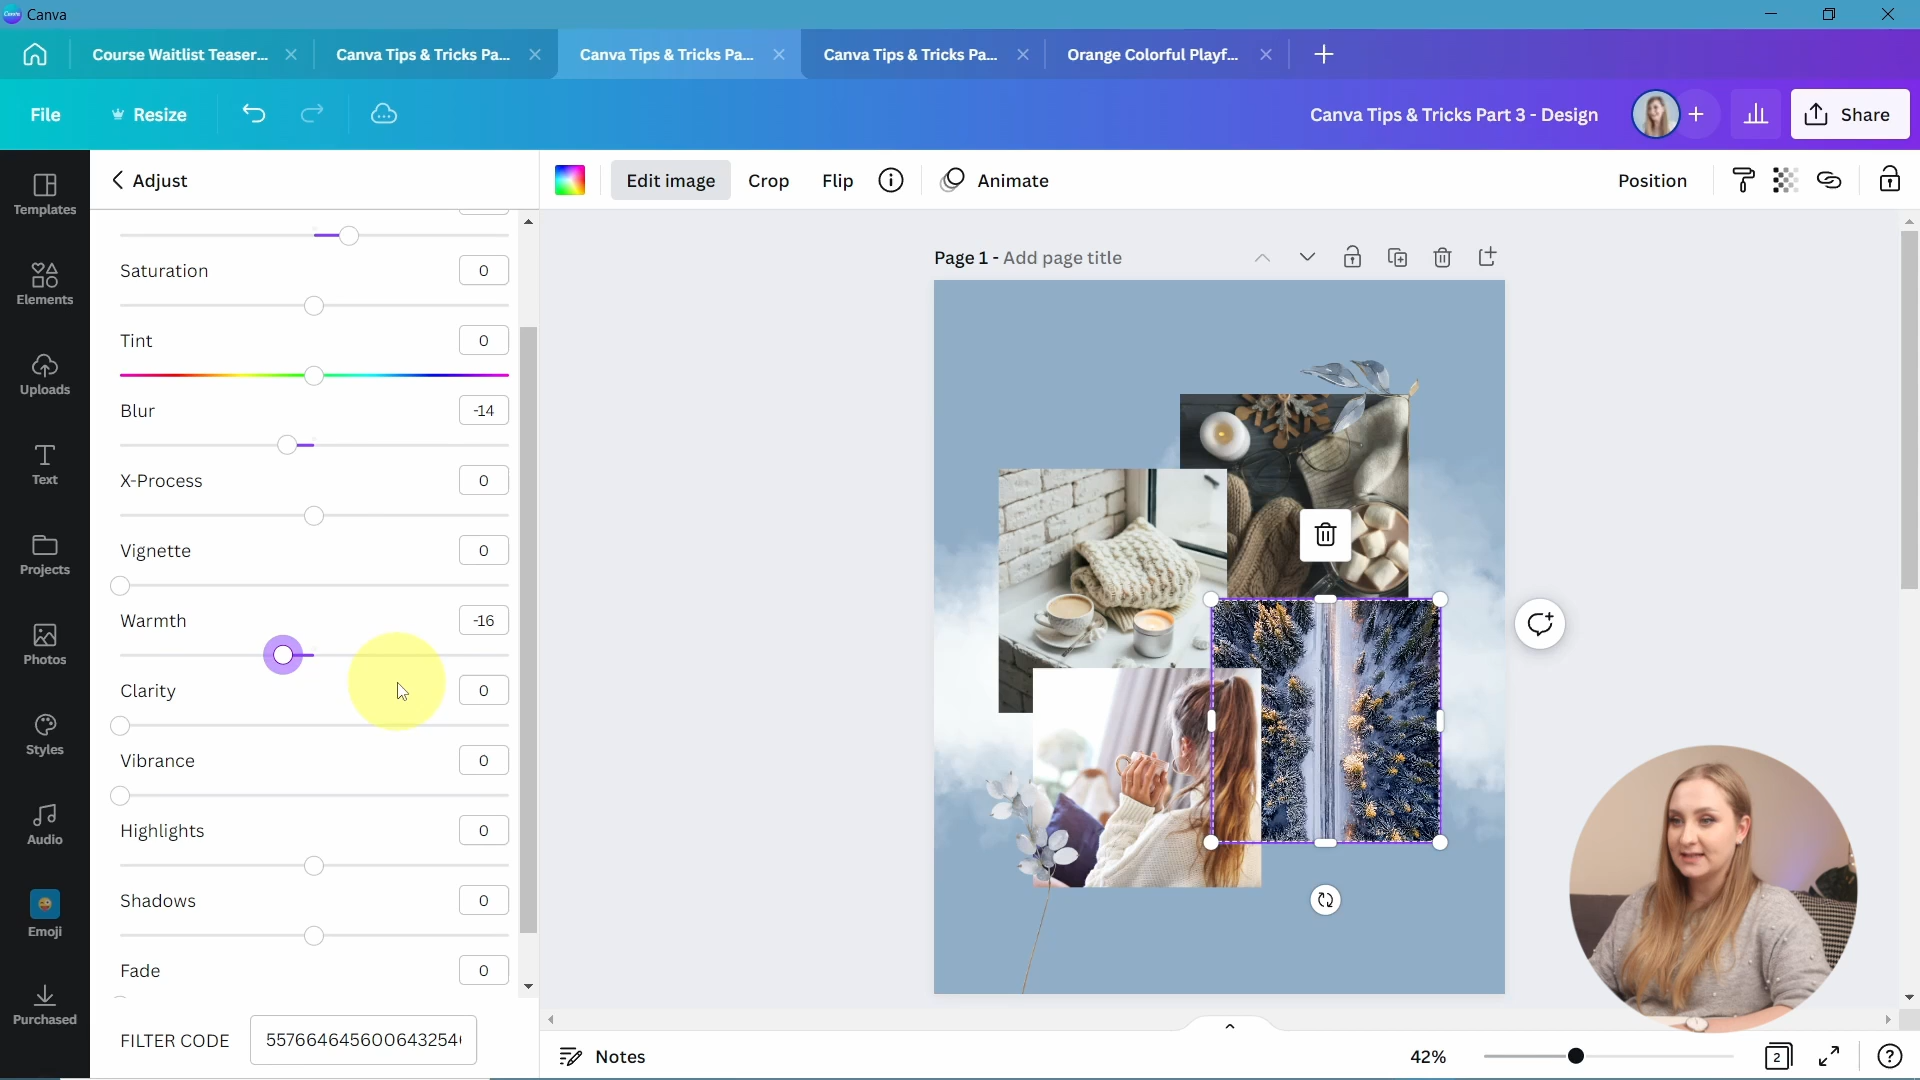 Canva
Course Waitlist Teaser...
Canva Tips & Tricks Pa...
Canva Tips & Tricks Pa...
Canva Tips & Tricks Pa...
Orange Colorful Playf...
File
Resize
Canva Tips & Tricks Part 3 - Design
Share
Templates
Elements
Uploads
Text
Projects
Photos
Styles
Audio
Emoji
Purchased
Adjust
Saturation 0
Tint 0
Blur -14
X-Process 0
Vignette 0
Warmth -16
Clarity 0
Vibrance 0
Highlights 0
Shadows 0
Fade 0
FILTER CODE 557664645600643254
Edit image
Crop
Flip
Animate
Position
Page 1 - Add page title
Notes
42%
2